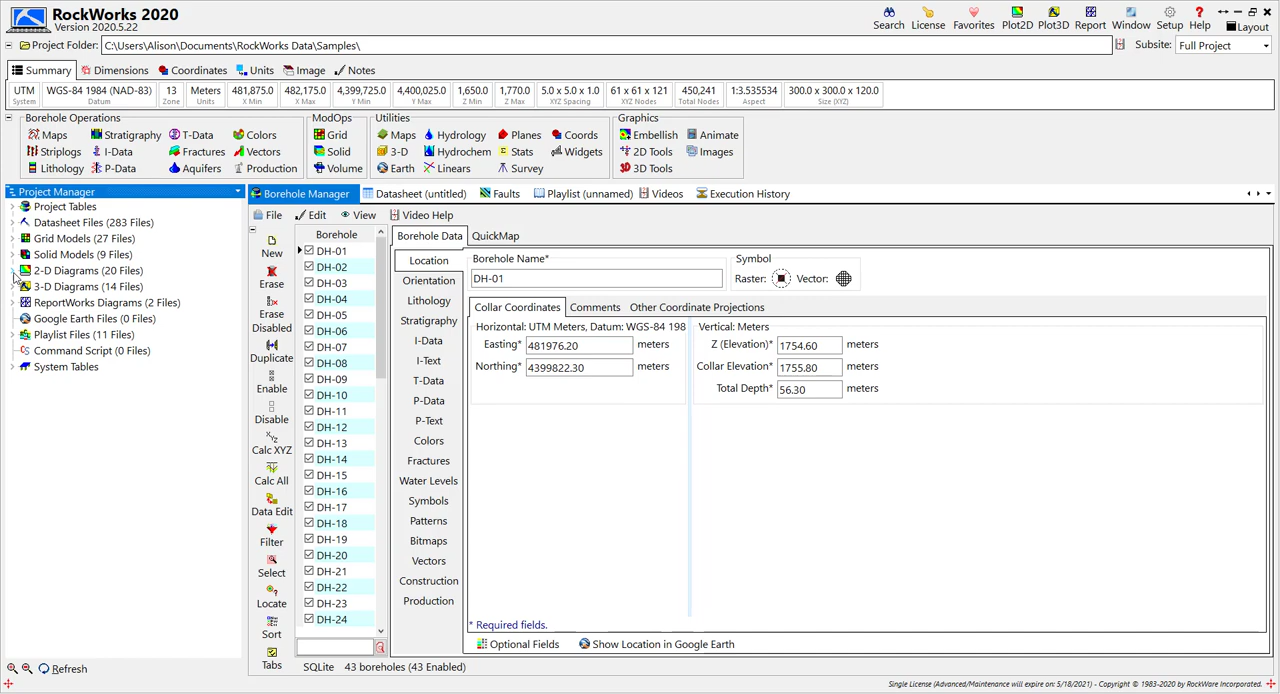 RockWorks 2020
Version 2020.5.22
Search License Favorites Plot2D Plot3D Report Window Setup Help
Layout
Project Folder: C:\Users\Alison\Documents\RockWorks Data\Samples\
Subsite: Full Project
Summary Dimensions Coordinates Units Image Notes
UTM WGS-84 1984 (NAD-83) 13 Meters 481,875.0 482,175.0 4,399,725.0 4,400,025.0 1,650.0 1,770.0 5.0 x 5.0 x 1.0 61 x 61 x 121 450,241 1:3.535534 300.0 x 300.0 x 120.0
System Datum Zone Units X Min X Max Y Min Y Max Z Min Z Max XYZ Spacing XYZ Nodes Total Nodes Aspect Size (XYZ)
Borehole Operations ModOps Utilities Graphics
Maps Stratigraphy T-Data Colors Grid Maps Hydrology Planes Coords Embellish Animate
Striplogs I-Data Fractures Vectors Solid 3-D Hydrochem Stats Widgets 2D Tools Images
Lithology P-Data Aquifers Production Volume Earth Linears Survey 3D Tools
Project Manager
Project Tables
Datasheet Files (283 Files)
Grid Models (27 Files)
Solid Models (9 Files)
2-D Diagrams (20 Files)
3-D Diagrams (14 Files)
ReportWorks Diagrams (2 Files)
Google Earth Files (0 Files)
Playlist Files (11 Files)
Command Script (0 Files)
System Tables
Refresh
Borehole Manager Datasheet (untitled) Faults Playlist (unnamed) Videos Execution History
File Edit View Video Help
New
Erase
Erase
Disabled
Duplicate
Enable
Disable
Calc XYZ
Calc All
Data Edit
Filter
Select
Locate
Sort
Tabs
Borehole
DH-01
DH-02
DH-03
DH-04
DH-05
DH-06
DH-07
DH-08
DH-09
DH-10
DH-11
DH-12
DH-13
DH-14
DH-15
DH-16
DH-17
DH-18
DH-19
DH-20
DH-21
DH-22
DH-23
DH-24
Borehole Data QuickMap
Location
Orientation
Lithology
Stratigraphy
I-Data
I-Text
T-Data
P-Data
P-Text
Colors
Fractures
Water Levels
Symbols
Patterns
Bitmaps
Vectors
Construction
Production
Borehole Name*
DH-01
Symbol
Raster: Vector:
Collar Coordinates Comments Other Coordinate Projections
Horizontal: UTM Meters, Datum: WGS-84 198
Easting* 481976.20 meters
Northing* 4399822.30 meters
Vertical: Meters
Z (Elevation)* 1754.60 meters
Collar Elevation* 1755.80 meters
Total Depth* 56.30 meters
* Required fields.
Optional Fields Show Location in Google Earth
SQLite 43 boreholes (43 Enabled)
Single License (Advanced/Maintenance will expire on: 5/18/2021) - Copyright © 1983-2020 by RockWare Incorporated.